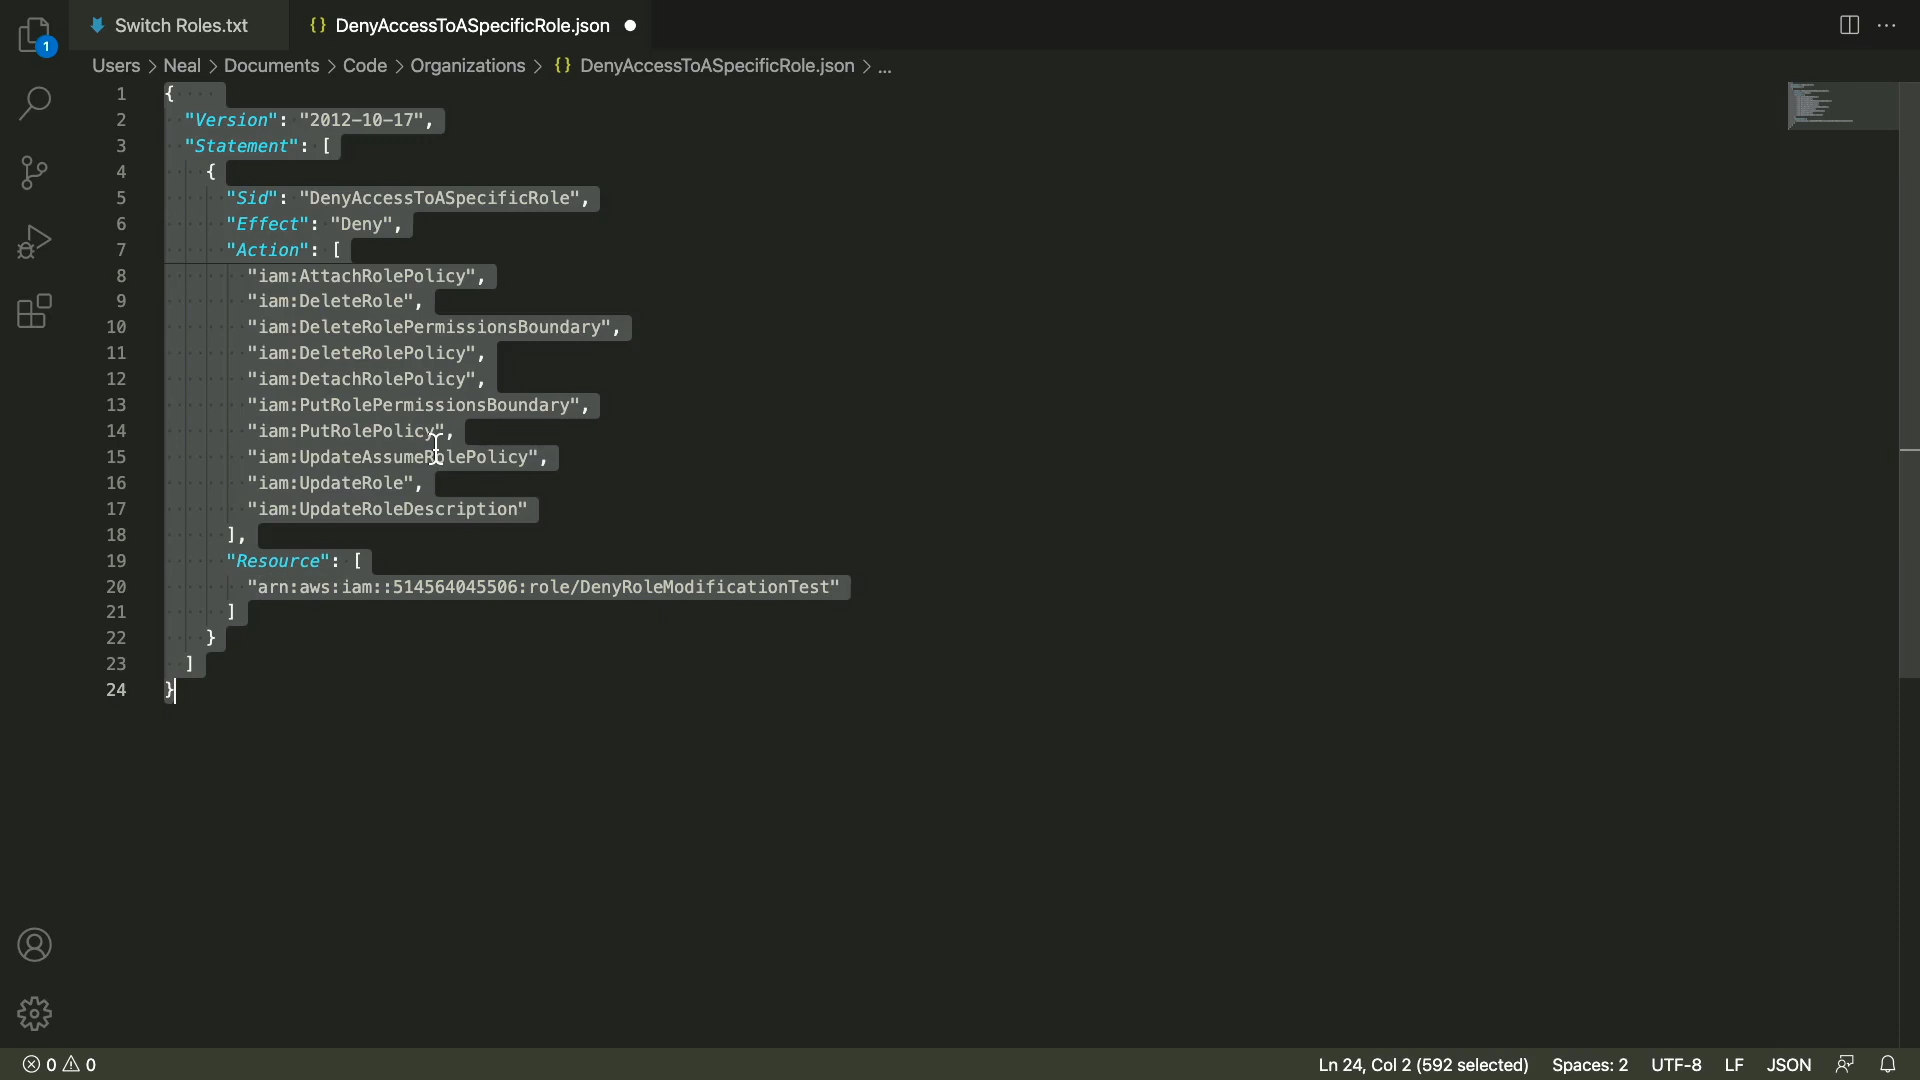 1
Switch Roles.txt
{} DenyAccessToASpecificRole.json
Users > Neal > Documents > Code > Organizations > {} DenyAccessToASpecificRole.json > ...
1 {
2 "Version": "2012-10-17",
3 "Statement": [
4 {
5 "Sid": "DenyAccessToASpecificRole",
6 "Effect": "Deny",
7 "Action": [
8 "iam:AttachRolePolicy",
9 "iam:DeleteRole",
10 "iam:DeleteRolePermissionsBoundary",
11 "iam:DeleteRolePolicy",
12 "iam:DetachRolePolicy",
13 "iam:PutRolePermissionsBoundary",
14 "iam:PutRolePolicy",
15 "iam:UpdateAssumeRolePolicy",
16 "iam:UpdateRole",
17 "iam:UpdateRoleDescription"
18 ],
19 "Resource": [
20 "arn:aws:iam::514564045506:role/DenyRoleModificationTest"
21 ]
22 }
23 ]
24 }
0 0
Ln 24, Col 2 (592 selected) Spaces: 2 UTF-8 LF JSON